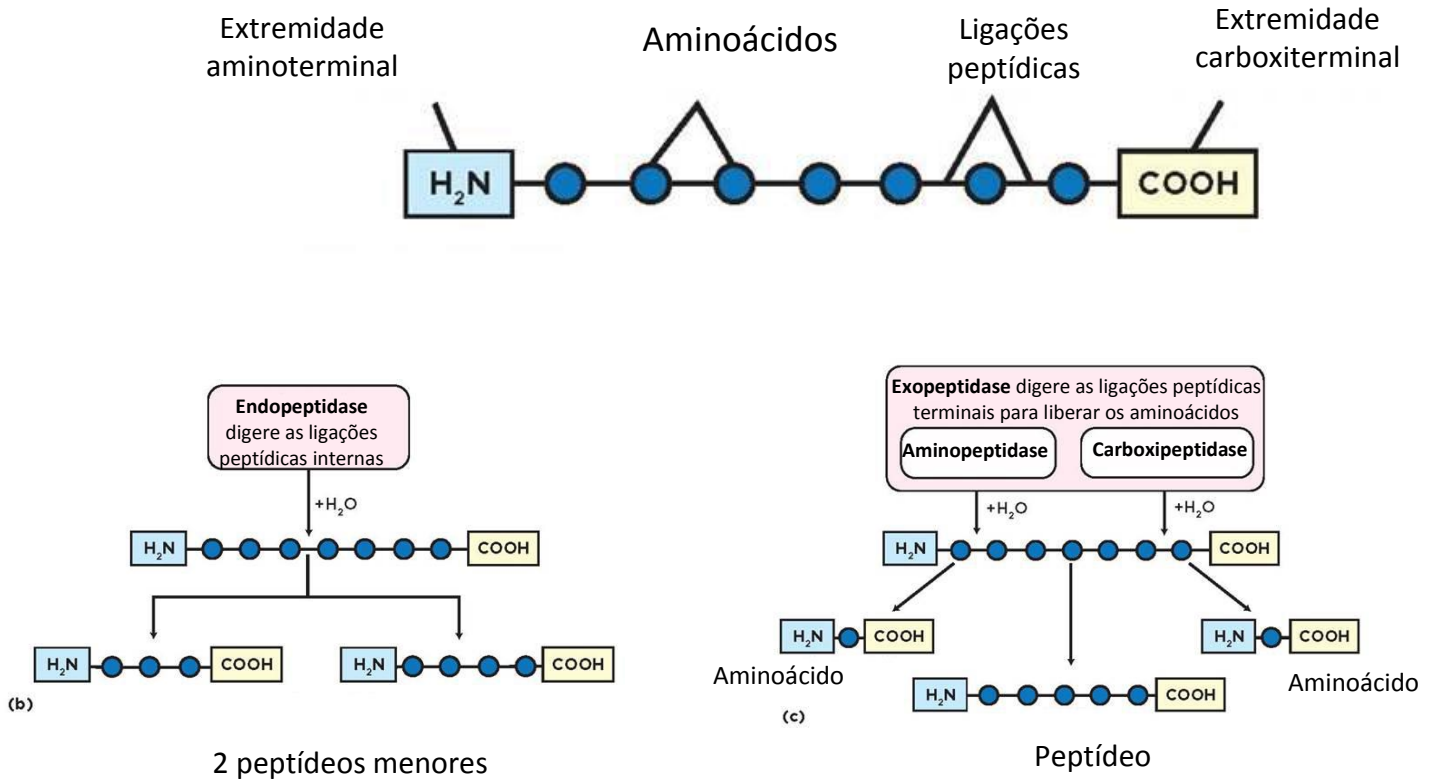 Extremidade
aminoterminal
Aminoácidos
Ligações
peptídicas
Extremidade
carboxiterminal
H₂N
COOH
Endopeptidase
digere as ligações
peptídicas internas
+H₂O
H₂N
COOH
H₂N
COOH
H₂N
COOH
(b)
2 peptídeos menores
Exopeptidase digere as ligações peptídicas
terminais para liberar os aminoácidos
Aminopeptidase
Carboxipeptidase
+H₂O
+H₂O
H₂N
COOH
H₂N
COOH
H₂N
COOH
Aminoácido
Aminoácido
H₂N
COOH
(c)
Peptídeo